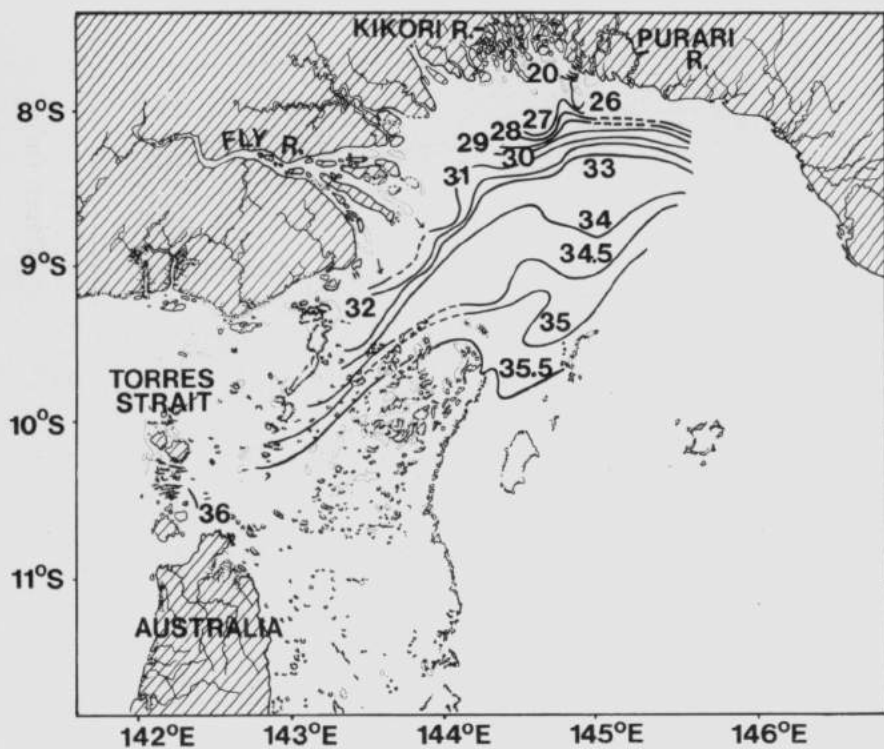 KIKORI R.
PURARI
R.
20
26
8°S
27
28
29
FLY R.
30
31
33
34
9°S
34.5
32
35
35.5
TORRES
STRAIT
10°S
36
11°S
AUSTRALIA
142°E 143°E 144°E 145°E 146°E